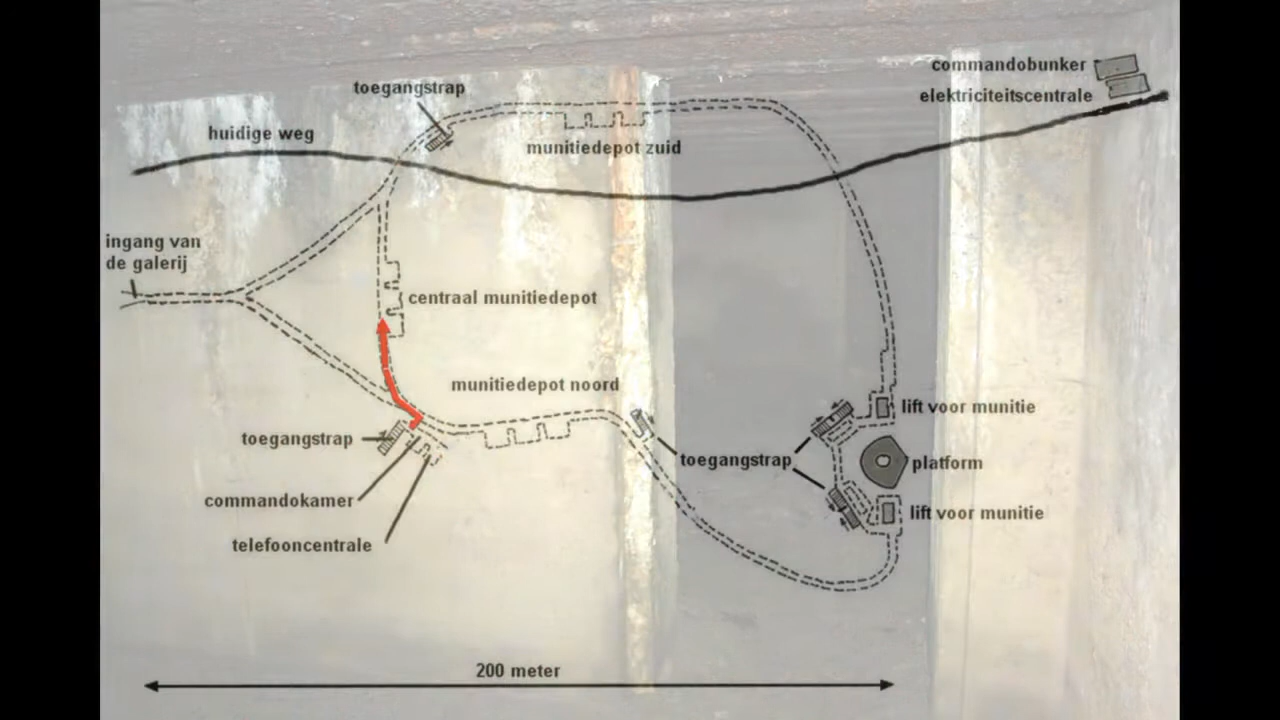 commandobunker
toegangstrap
elektriciteitscentrale
huidige weg
munitiedepot zuid
ingang van
de galerij
centraal munitiedepot
munitiedepot noord
lift voor munitie
toegangstrap
toegangstrap
platform
commandokamer
lift voor munitie
telefooncentrale
200 meter